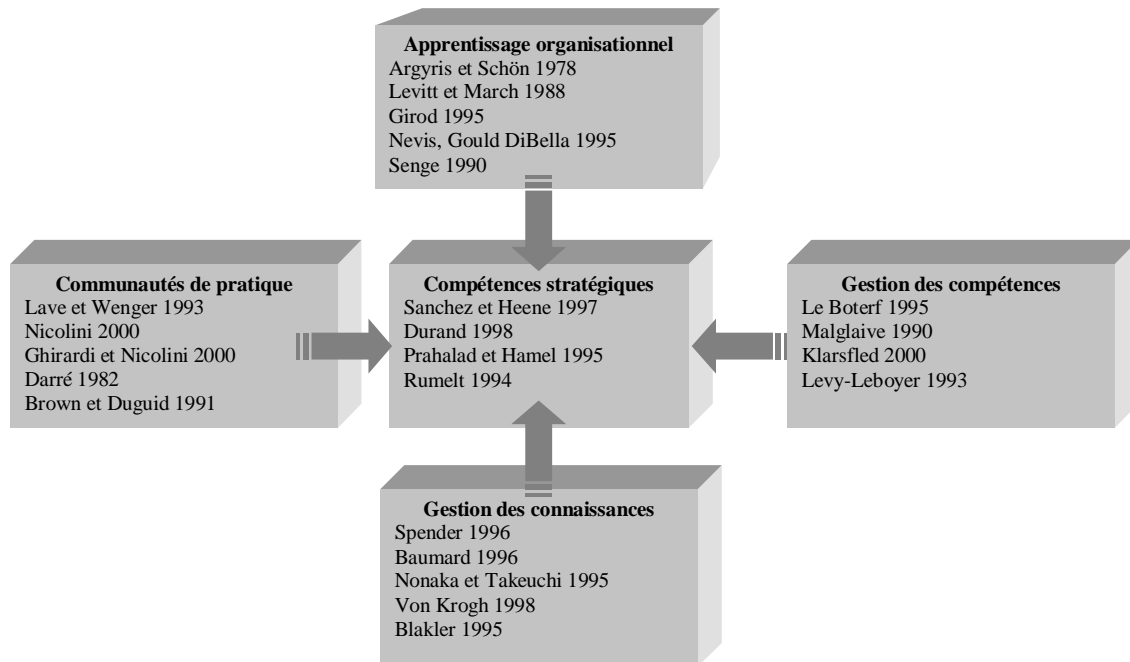 Apprentissage organisationnel
Argyris et Schön 1978
Levitt et March 1988
Girod 1995
Nevis, Gould DiBella 1995
Senge 1990
Communautés de pratique
Lave et Wenger 1993
Nicolini 2000
Ghirardi et Nicolini 2000
Darré 1982
Brown et Duguid 1991
Compétences stratégiques
Sanchez et Heene 1997
Durand 1998
Prahalad et Hamel 1995
Rumelt 1994
Gestion des compétences
Le Boterf 1995
Malglaive 1990
Klarsfled 2000
Levy-Leboyer 1993
Gestion des connaissances
Spender 1996
Baumard 1996
Nonaka et Takeuchi 1995
Von Krogh 1998
Blakler 1995